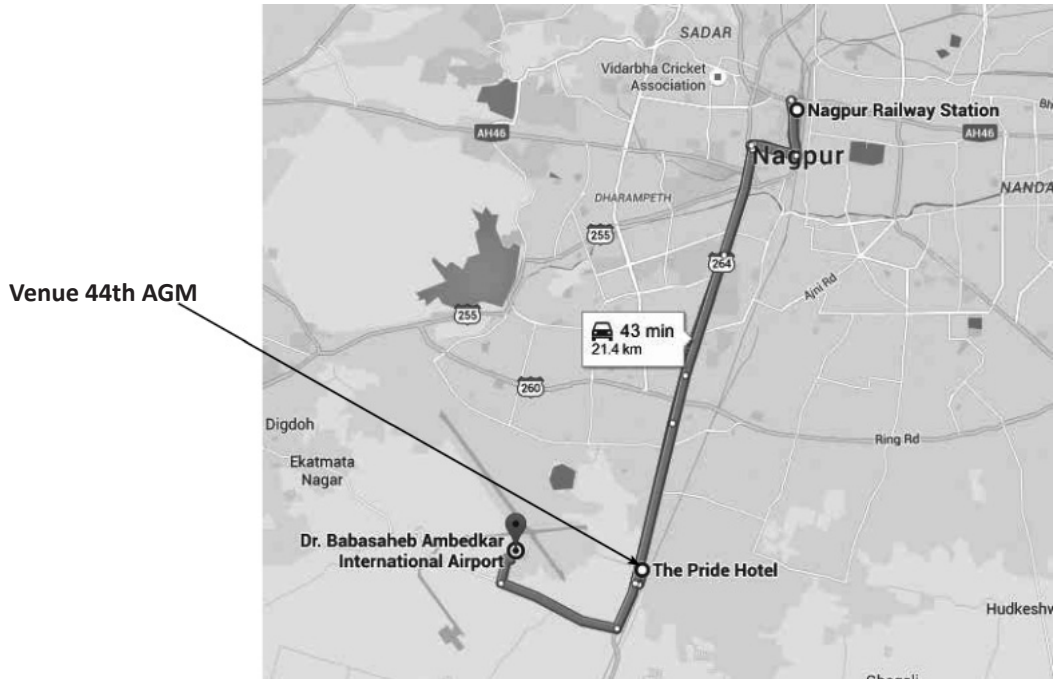 SADAR
Vidarbha Cricket
Association
Nagpur Railway Station
AH46
AH46
Nagpur
DHARAMPETH
NANDA
255
264
Ajni Rd
Venue 44th AGM
255
43 min
21.4 km
260
Digdoh
Ring Rd
Ekatmata
Nagar
Dr. Babasaheb Ambedkar
International Airport
The Pride Hotel
Hudkeshw